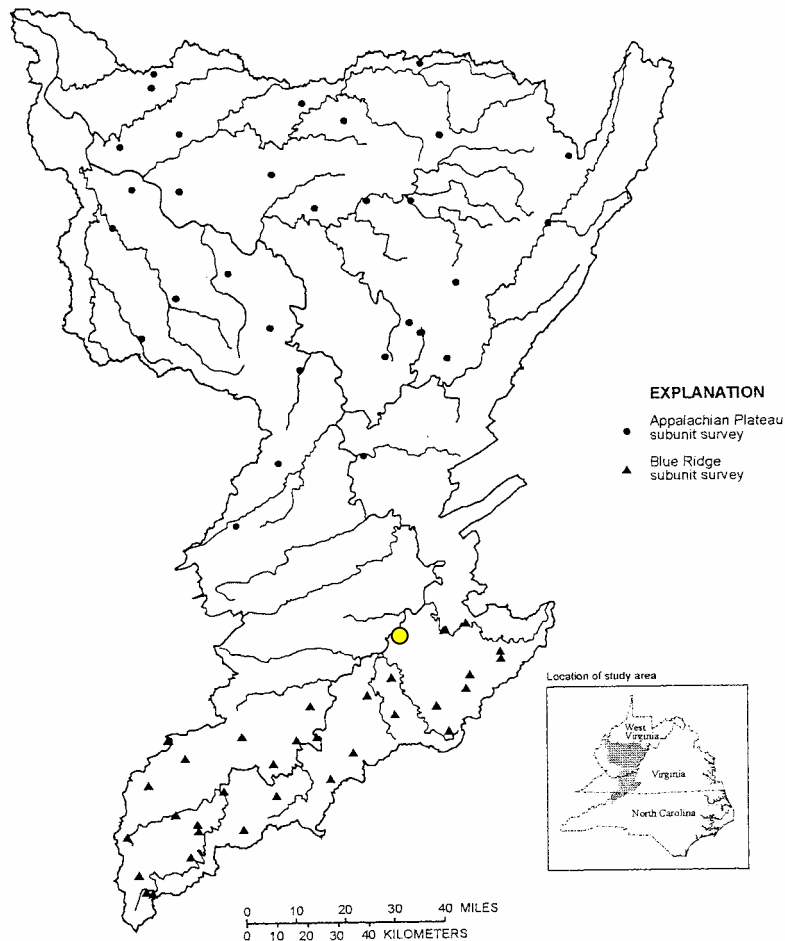 EXPLANATION
Appalachian Plateau
subunit survey
Blue Ridge
subunit survey
Location of study area
West
Virginia
Virginia
North Carolina
0 10 20 30 40 MILES
0 10 20 30 40 KILOMETERS